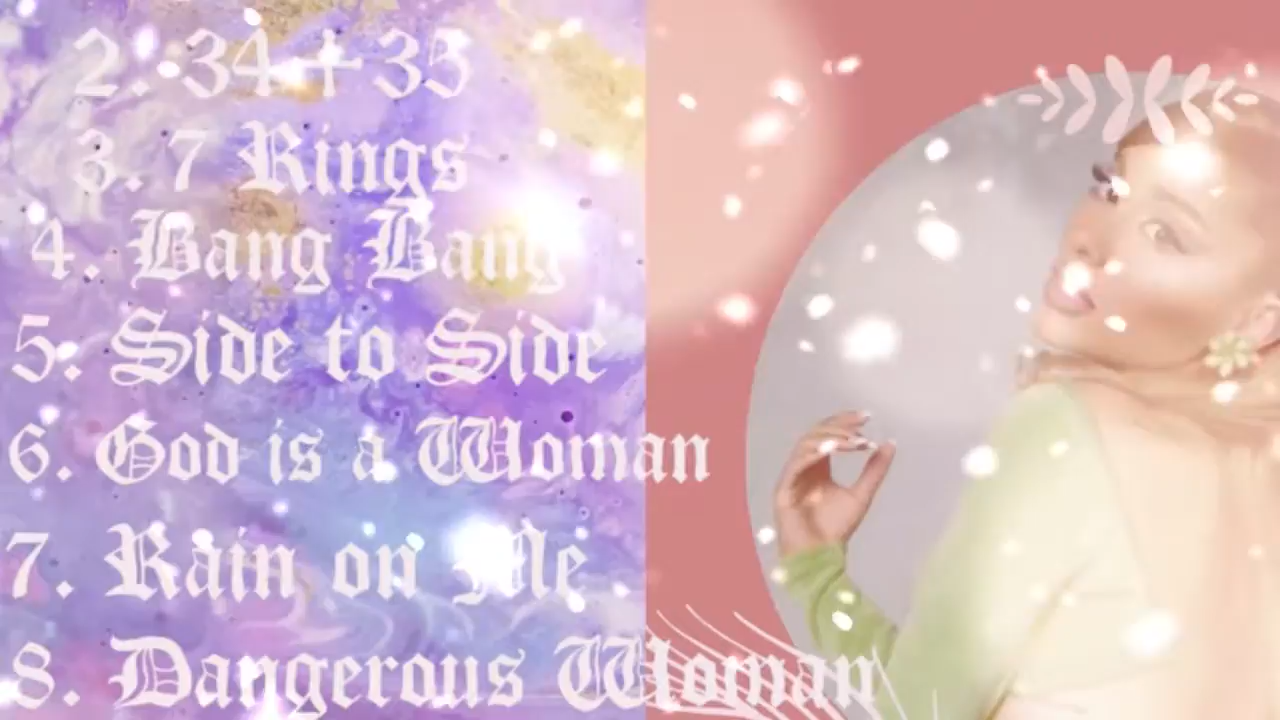 2. 34+35
3. 7 Rings
4. Bang Bang
5. Side to Side
6. God is a Woman
7. Rain on Me
8. Dangerous Woman